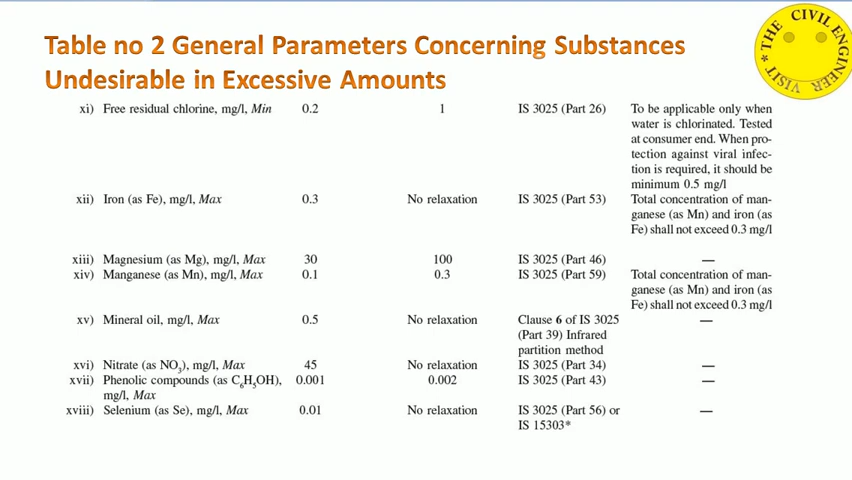 Table no 2 General Parameters Concerning Substances
Undesirable in Excessive Amounts
* THE CIVIL ENGINEER
VISIT
xi) Free residual chlorine, mg/l, Min 0.2 1 IS 3025 (Part 26) To be applicable only when
water is chlorinated. Tested
at consumer end. When pro-
tection against viral infec-
tion is required, it should be
minimum 0.5 mg/l
xii) Iron (as Fe), mg/l, Max 0.3 No relaxation IS 3025 (Part 53) Total concentration of man-
ganese (as Mn) and iron (as
Fe) shall not exceed 0.3 mg/l
xiii) Magnesium (as Mg), mg/l, Max 30 100 IS 3025 (Part 46) —
xiv) Manganese (as Mn), mg/l, Max 0.1 0.3 IS 3025 (Part 59) Total concentration of man-
ganese (as Mn) and iron (as
Fe) shall not exceed 0.3 mg/l
xv) Mineral oil, mg/l, Max 0.5 No relaxation Clause 6 of IS 3025 —
(Part 39) Infrared
partition method
xvi) Nitrate (as NO₃), mg/l, Max 45 No relaxation IS 3025 (Part 34) —
xvii) Phenolic compounds (as C₆H₅OH), 0.001 0.002 IS 3025 (Part 43) —
mg/l, Max
xviii) Selenium (as Se), mg/l, Max 0.01 No relaxation IS 3025 (Part 56) or —
IS 15303*